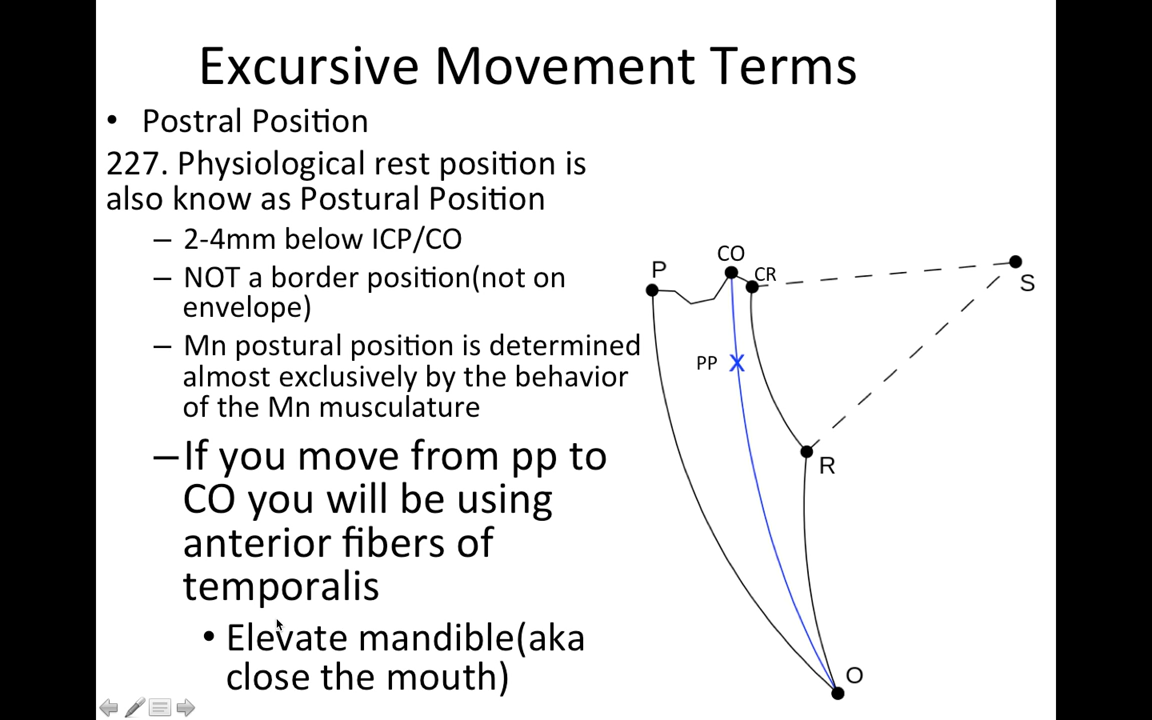 Excursive Movement Terms
• Postral Position
227. Physiological rest position is
also know as Postural Position
– 2-4mm below ICP/CO
– NOT a border position(not on
envelope)
– Mn postural position is determined
almost exclusively by the behavior
of the Mn musculature
–If you move from pp to
CO you will be using
anterior fibers of
temporalis
• Elevate mandible(aka
close the mouth)
CO
P
CR
S
PP
R
O